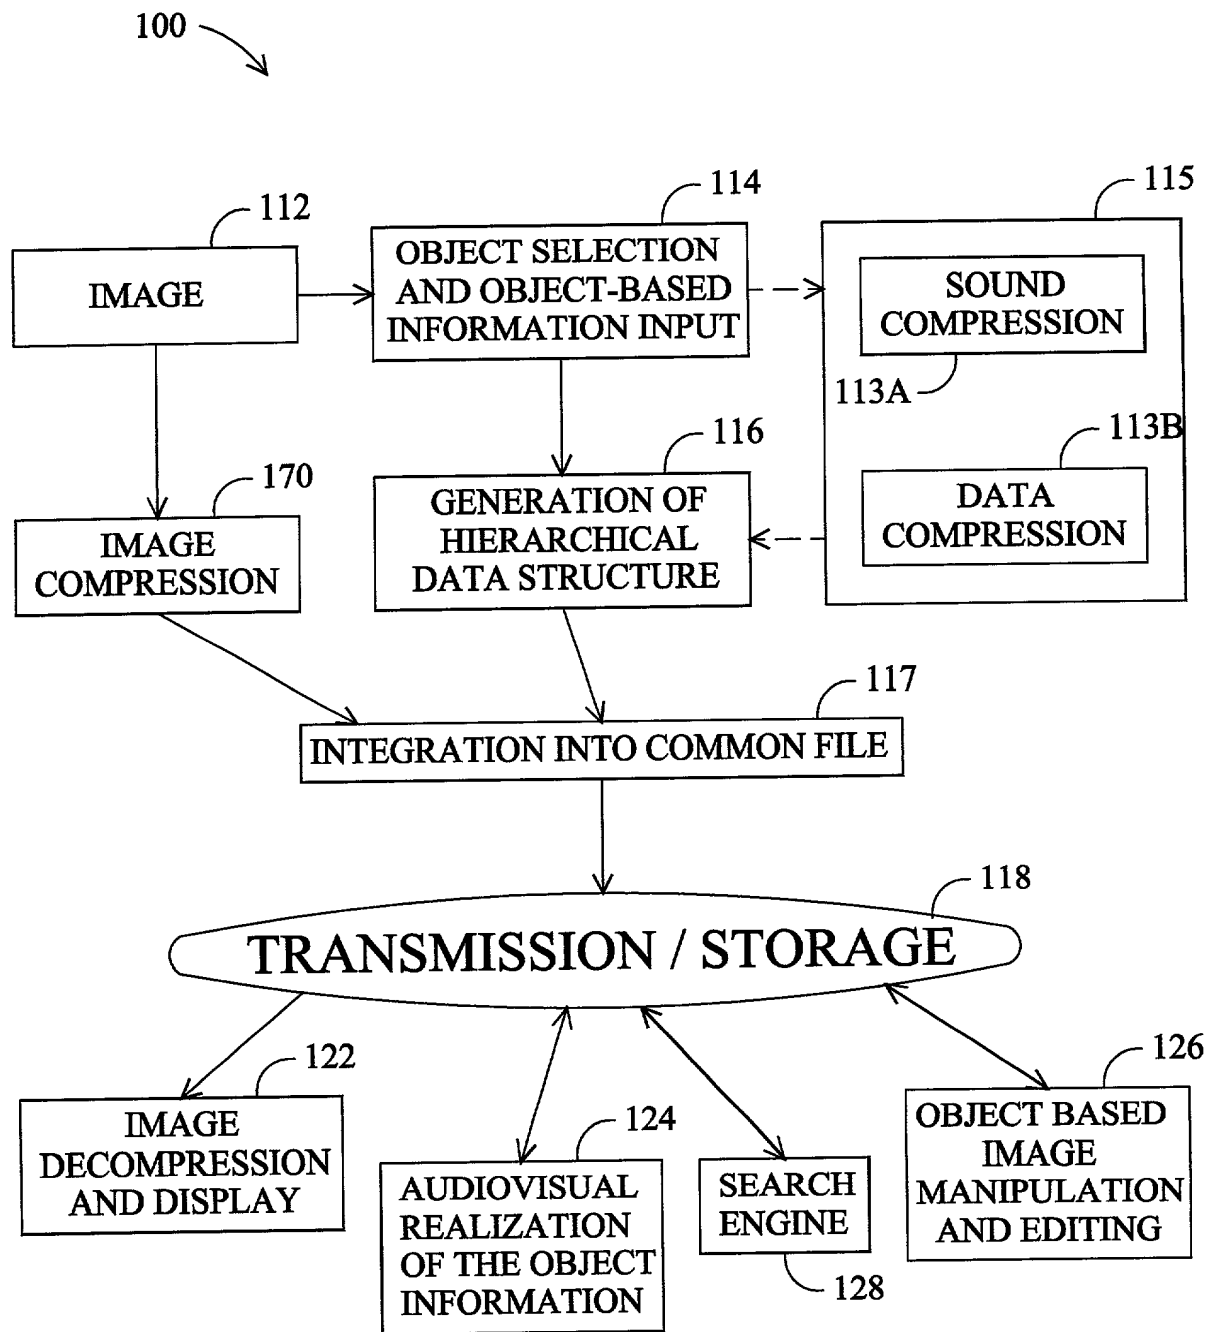 100
112
IMAGE
114
OBJECT SELECTION
AND OBJECT-BASED
INFORMATION INPUT
115
SOUND
COMPRESSION
113A
113B
DATA
COMPRESSION
116
GENERATION OF
HIERARCHICAL
DATA STRUCTURE
170
IMAGE
COMPRESSION
117
INTEGRATION INTO COMMON FILE
118
TRANSMISSION / STORAGE
122
IMAGE
DECOMPRESSION
AND DISPLAY
124
AUDIOVISUAL
REALIZATION
OF THE OBJECT
INFORMATION
SEARCH
ENGINE
128
126
OBJECT BASED
IMAGE
MANIPULATION
AND EDITING